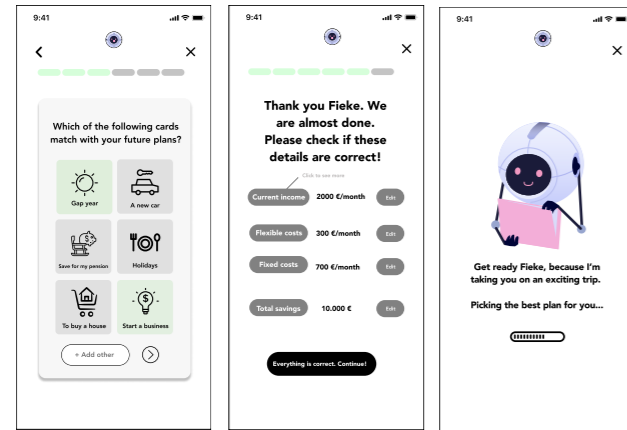 9:41
Which of the following cards
match with your future plans?
Gap year
A new car
Save for my pension
Holidays
To buy a house
Start a business
+ Add other
9:41
Thank you Fieke. We
are almost done.
Please check if these
details are correct!
Click to see more
Current income 2000 €/month Edit
Flexible costs 300 €/month Edit
Fixed costs 700 €/month Edit
Total savings 10.000 € Edit
Everything is correct. Continue!
9:41
Get ready Fieke, because I'm
taking you on an exciting trip.
Picking the best plan for you...